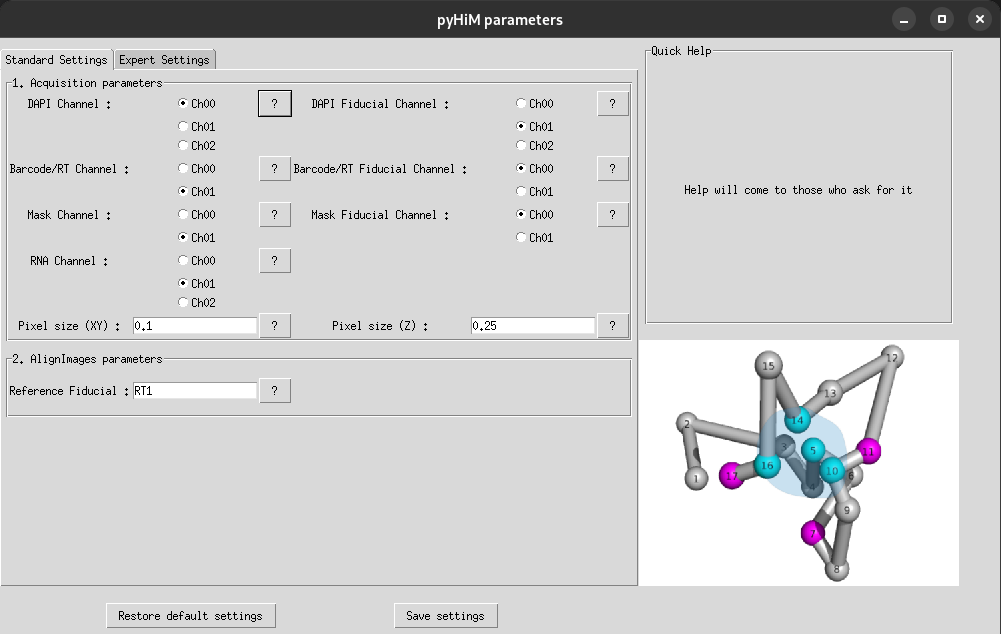 pyHiM parameters
Standard Settings Expert Settings
1. Acquisition parameters
DAPI Channel : Ch00 ? DAPI Fiducial Channel : Ch00 ?
Ch01 Ch01
Ch02 Ch02
Barcode/RT Channel : Ch00 ? Barcode/RT Fiducial Channel : Ch00 ?
Ch01 Ch01
Mask Channel : Ch00 ? Mask Fiducial Channel : Ch00 ?
Ch01 Ch01
RNA Channel : Ch00 ?
Ch01
Ch02
Pixel size (XY) : 0.1 ? Pixel size (Z) : 0.25 ?
2. AlignImages parameters
Reference Fiducial : RT1 ?
Restore default settings Save settings
Quick Help
Help will come to those who ask for it
15
12
13
14
2
3
5
11
16
10
17
1
6
9
7
8